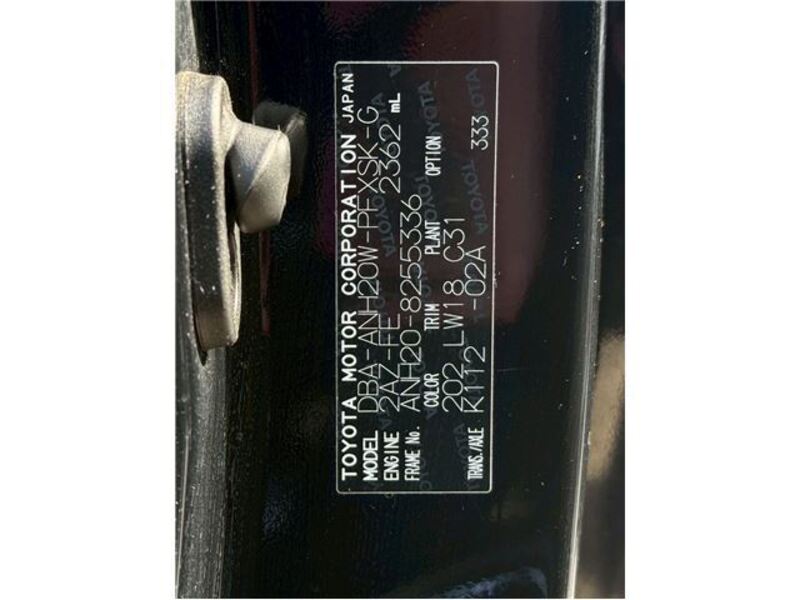 TOYOTA MOTOR CORPORATION JAPAN
MODEL DBA-ANH20W-PFXSK-G
ENGINE 2AZ-FE 2362 mL
FRAME No. ANH20-8255336
COLOR TRIM PLANT OPTION
202 LW18 C31
TRANS./AXLE K112 -02A 333